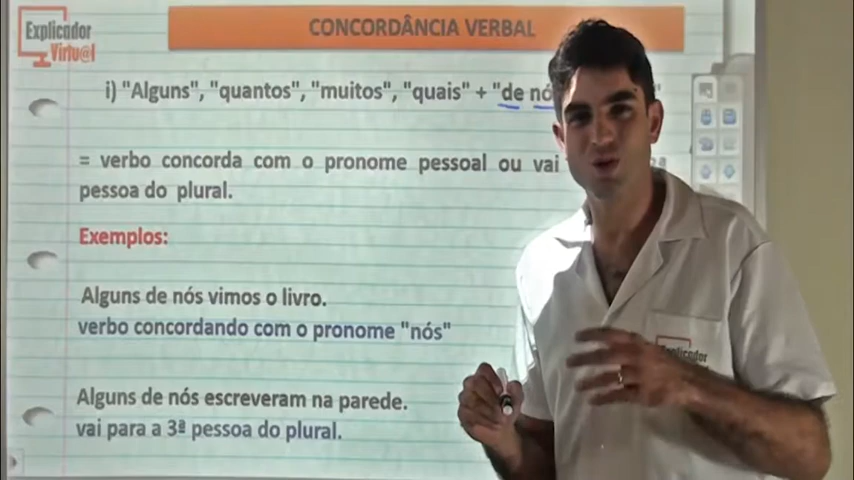 Explicador
Virtu@l
CONCORDÂNCIA VERBAL
i) "Alguns", "quantos", "muitos", "quais" + "de nó
= verbo concorda com o pronome pessoal ou vai
pessoa do plural.
Exemplos:
Alguns de nós vimos o livro.
verbo concordando com o pronome "nós"
Alguns de nós escreveram na parede.
vai para a 3ª pessoa do plural.